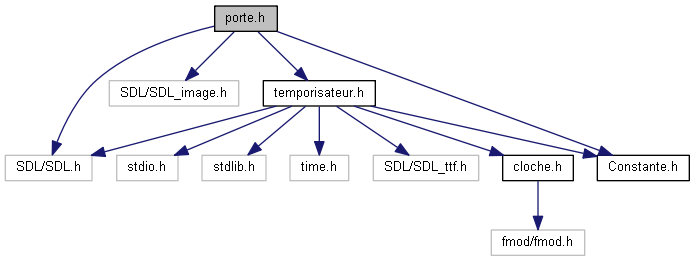 porte.h
SDL/SDL_image.h
temporisateur.h
SDL/SDL.h
stdio.h
stdlib.h
time.h
SDL/SDL_ttf.h
cloche.h
Constante.h
fmod/fmod.h